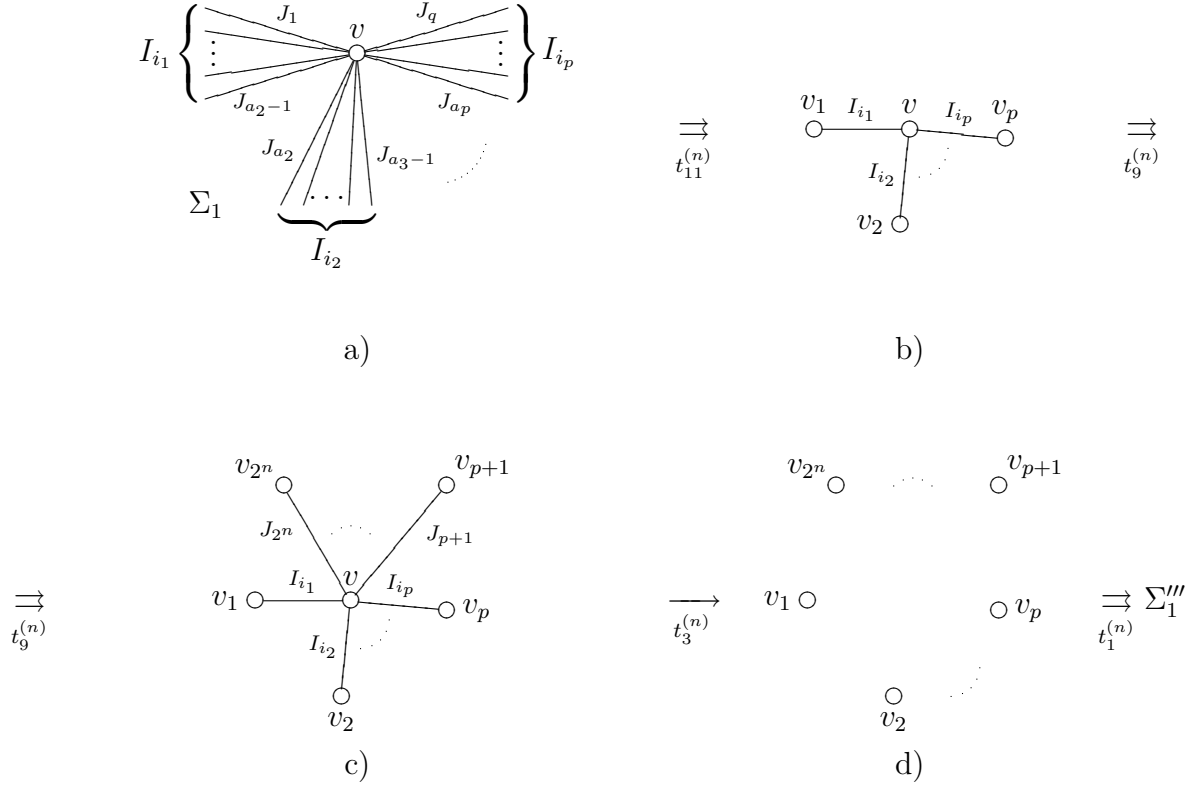 J_1 v J_q
I_{i_1} { ⋮ ⋮ } I_{i_p}
J_{a_2-1} J_{a_p}
J_{a_2} J_{a_3-1}
Σ_1 ···
I_{i_2}
a)
v_1 I_{i_1} v I_{i_p} v_p
⇉ t_{11}^{(n)}
I_{i_2}
v_2
⇉ t_9^{(n)}
b)
⇉ t_9^{(n)}
v_{2^n} v_{p+1}
J_{2^n} J_{p+1}
v_1 I_{i_1} v I_{i_p} v_p
I_{i_2}
v_2
c)
→ t_3^{(n)}
v_{2^n} v_{p+1}
v_1 v_p
v_2
⇉ t_1^{(n)} Σ_1'''
d)